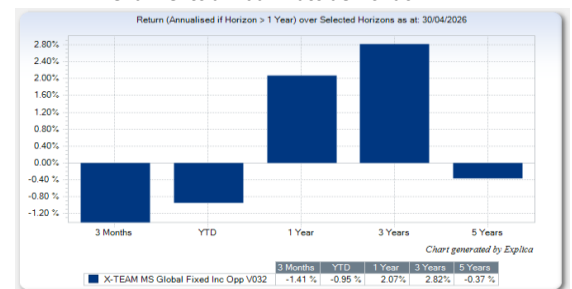 Return (Annualised if Horizon > 1 Year) over Selected Horizons as at: 30/04/2026
2.80%
2.40%
2.00%
1.60%
1.20%
0.80%
0.40%
0.00%
-0.40 %
-0.80 %
-1.20 %
3 Months YTD 1 Year 3 Years 5 Years
Chart generated by Explica
3 Months YTD 1 Year 3 Years 5 Years
X-TEAM MS Global Fixed Inc Opp V032 -1.41 % -0.95 % 2.07% 2.82% -0.37 %